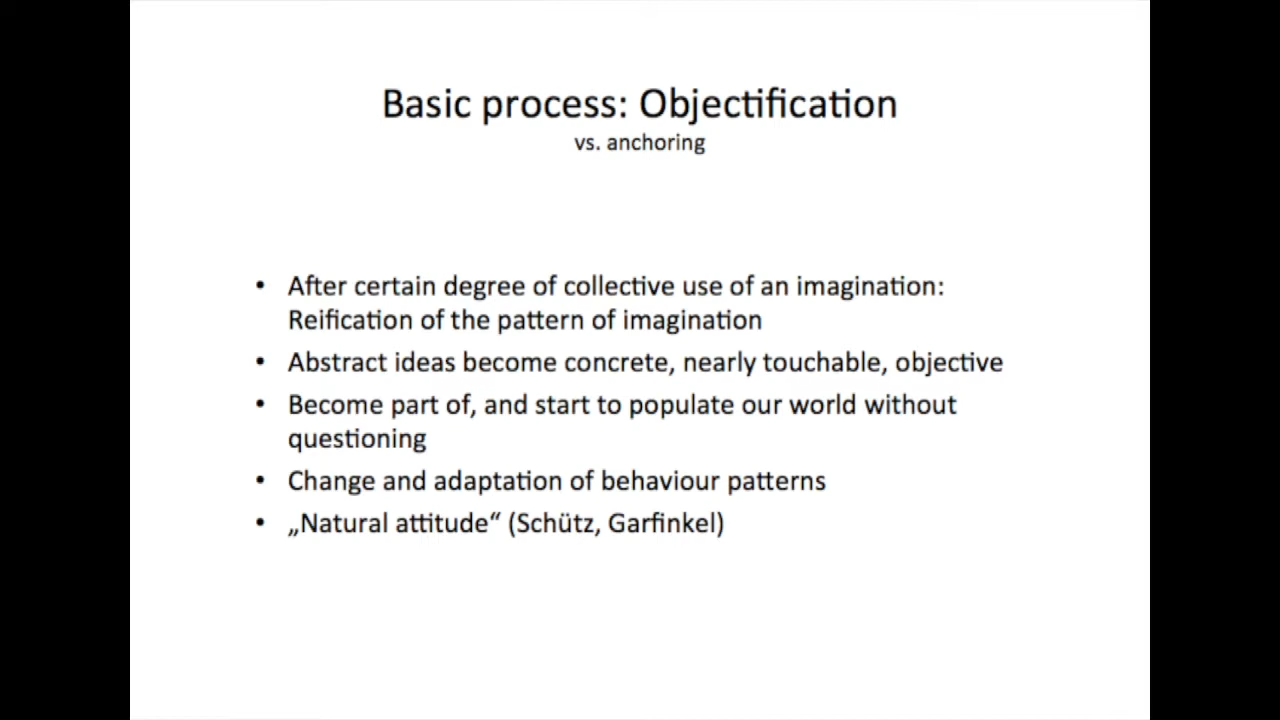 Basic process: Objectification
vs. anchoring
• After certain degree of collective use of an imagination:
Reification of the pattern of imagination
• Abstract ideas become concrete, nearly touchable, objective
• Become part of, and start to populate our world without
questioning
• Change and adaptation of behaviour patterns
• „Natural attitude“ (Schütz, Garfinkel)